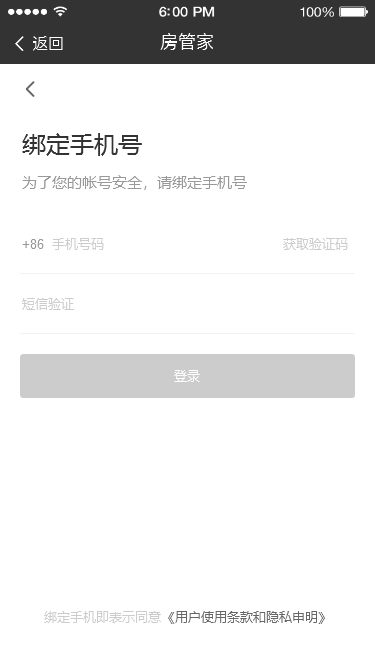 6:00 PM 100%
返回 房管家
绑定手机号
为了您的帐号安全，请绑定手机号
+86 手机号码 获取验证码
短信验证
登录
绑定手机即表示同意《用户使用条款和隐私申明》